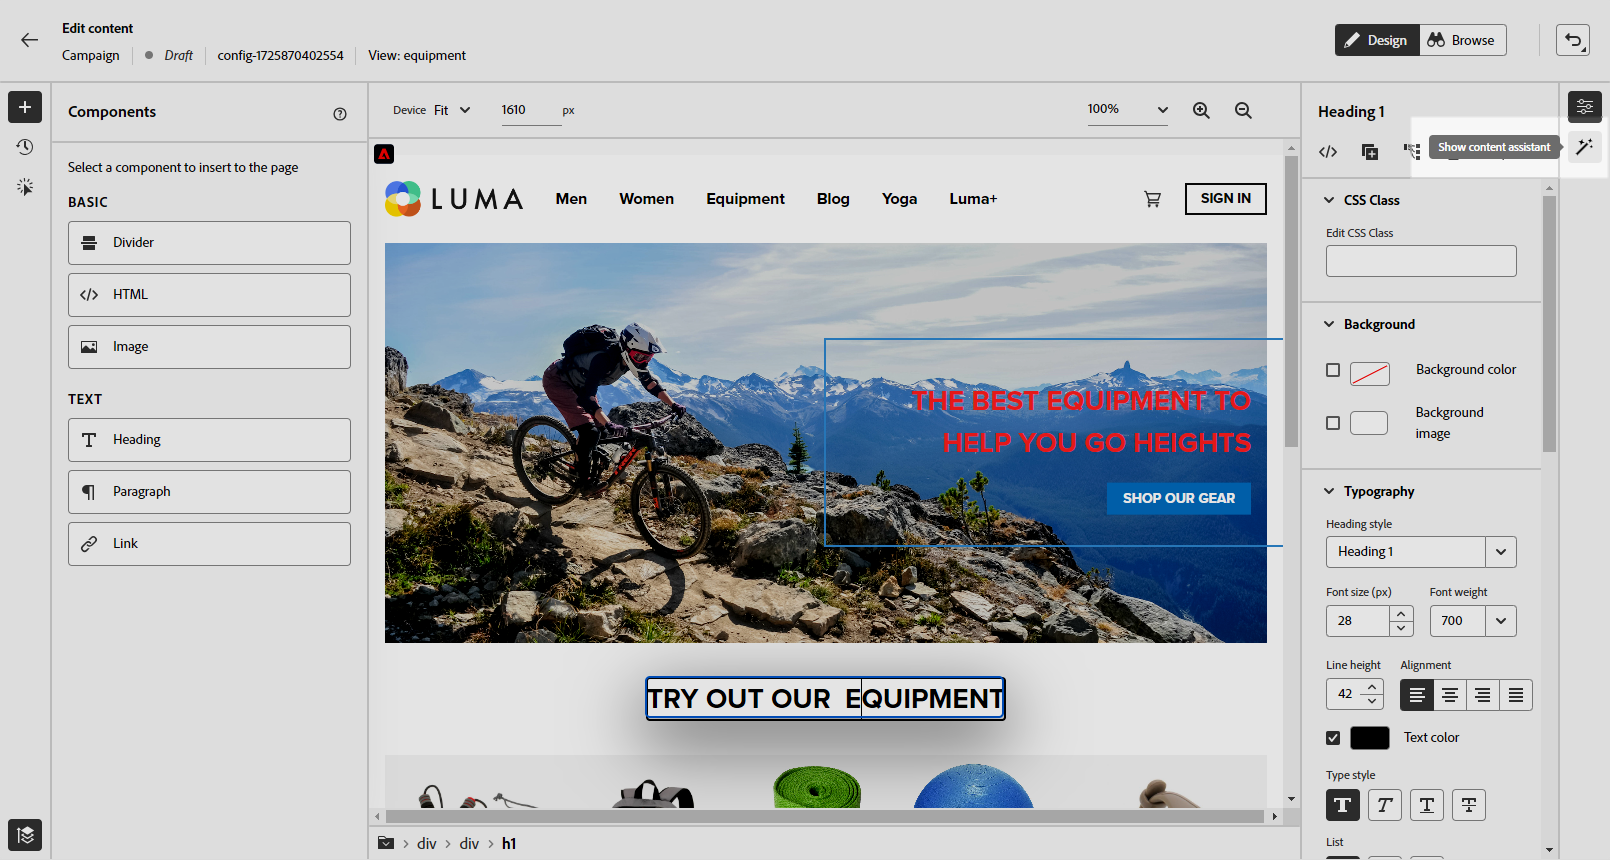 Edit content
Campaign
Draft
config-1725870402554
View: equipment
Design
Browse
Components
Select a component to insert to the page
BASIC
Divider
HTML
Image
TEXT
Heading
Paragraph
Link
Device Fit
1610 px
100%
LUMA
Men
Women
Equipment
Blog
Yoga
Luma+
SIGN IN
THE BEST EQUIPMENT TO
HELP YOU GO HEIGHTS
SHOP OUR GEAR
TRY OUT OUR EQUIPMENT
div
div
h1
Heading 1
Show content assistant
CSS Class
Edit CSS Class
Background
Background color
Background
image
Typography
Heading style
Heading 1
Font size (px)
Font weight
28
700
Line height
Alignment
42
Text color
Type style
List